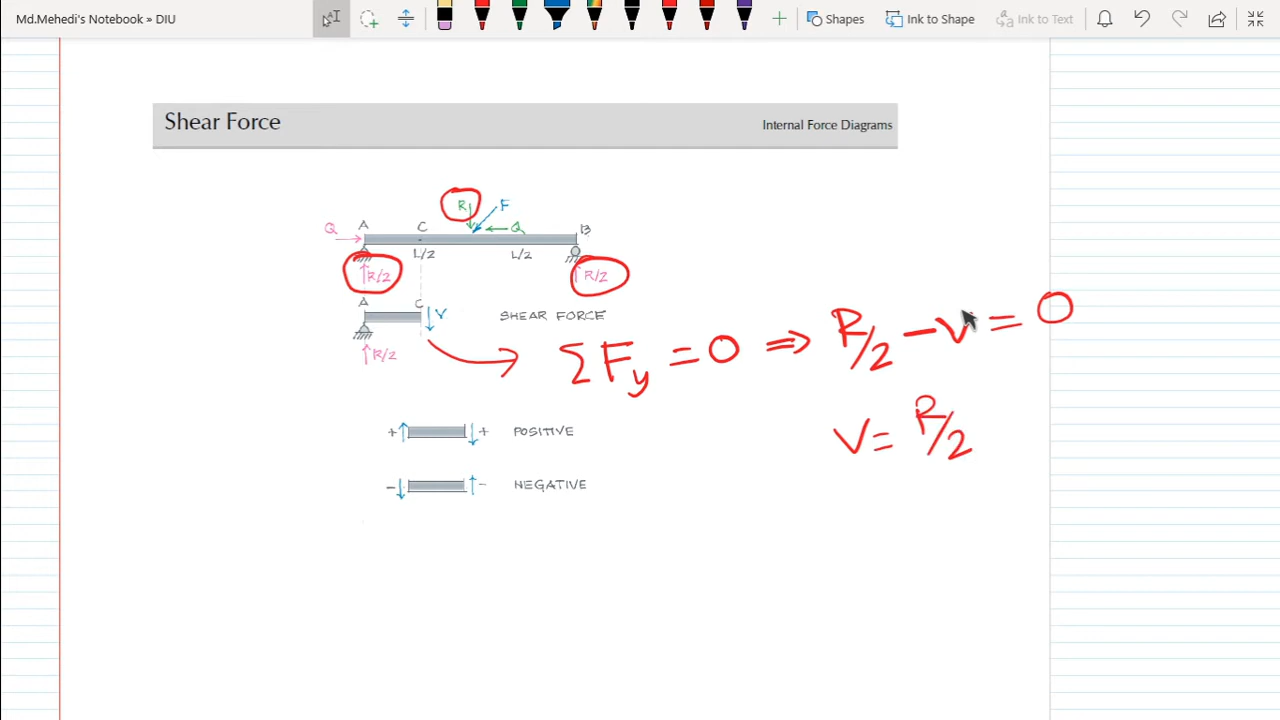 Md.Mehedi's Notebook » DIU
Shapes
Ink to Shape
Ink to Text
Shear Force
Internal Force Diagrams
R
F
Q
A
C
Q
B
L/2
L/2
R/2
R/2
A
C
V
SHEAR FORCE
R/2
ΣFy = 0 ⇒ R/2 - V = 0
V = R/2
+ + POSITIVE
- - NEGATIVE